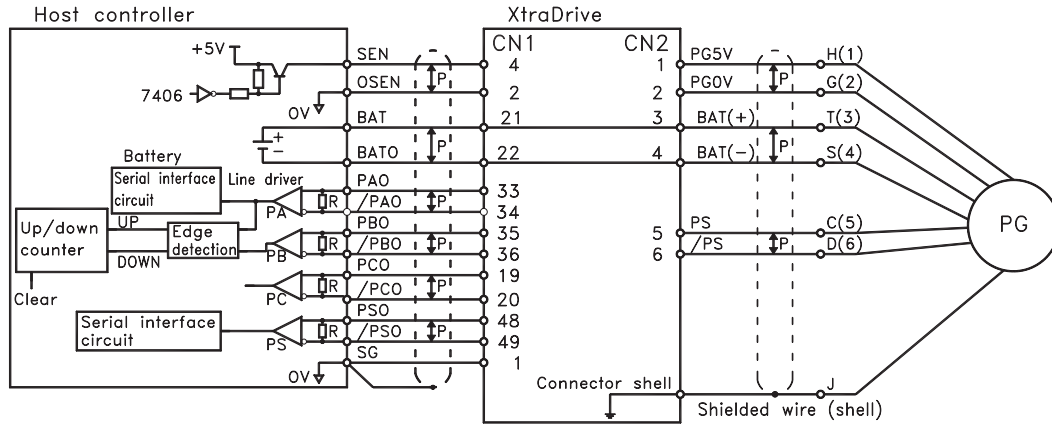 Host controller
XtraDrive
CN1
CN2
+5V
SEN
4
1
PG5V
H(1)
P
P
7406
OSEN
2
2
PG0V
G(2)
0V
BAT
21
3
BAT(+)
T(3)
+
−
P
P
BATO
22
4
BAT(-)
S(4)
Battery
Serial interface
circuit
Line driver
PAO
33
PA
R
P
/PAO
34
UP
Up/down
counter
Edge
detection
PBO
35
5
PS
C(5)
PG
PB
R
P
P
/PBO
36
6
/PS
D(6)
DOWN
PCO
19
Clear
PC
R
P
/PCO
20
PSO
48
Serial interface
circuit
PS
R
P
/PSO
49
SG
1
0V
Connector shell
J
Shielded wire (shell)